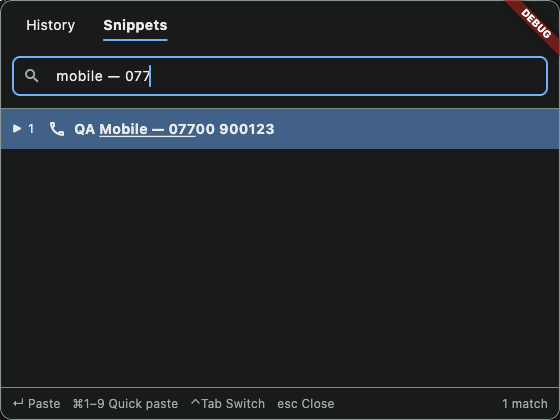 History Snippets
DEBUG
mobile — 077
▶ 1 QA Mobile — 07700 900123
↵ Paste ⌘1–9 Quick paste ^Tab Switch esc Close 1 match